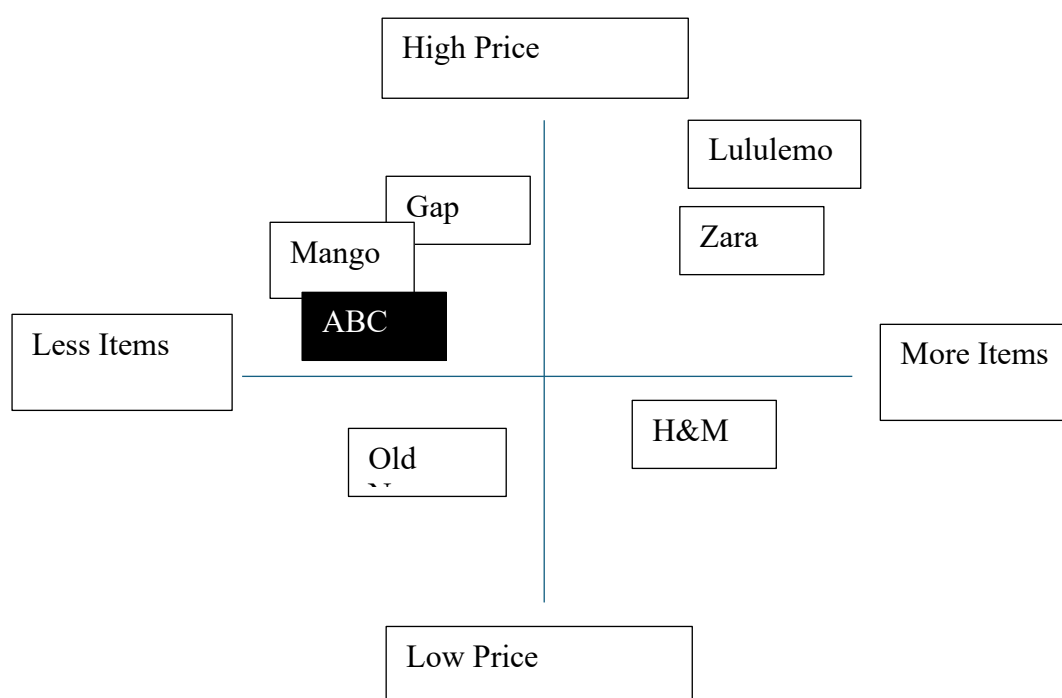 High Price
Lululemo
Gap
Zara
Mango
ABC
Less Items
More Items
H&M
Old
Low Price